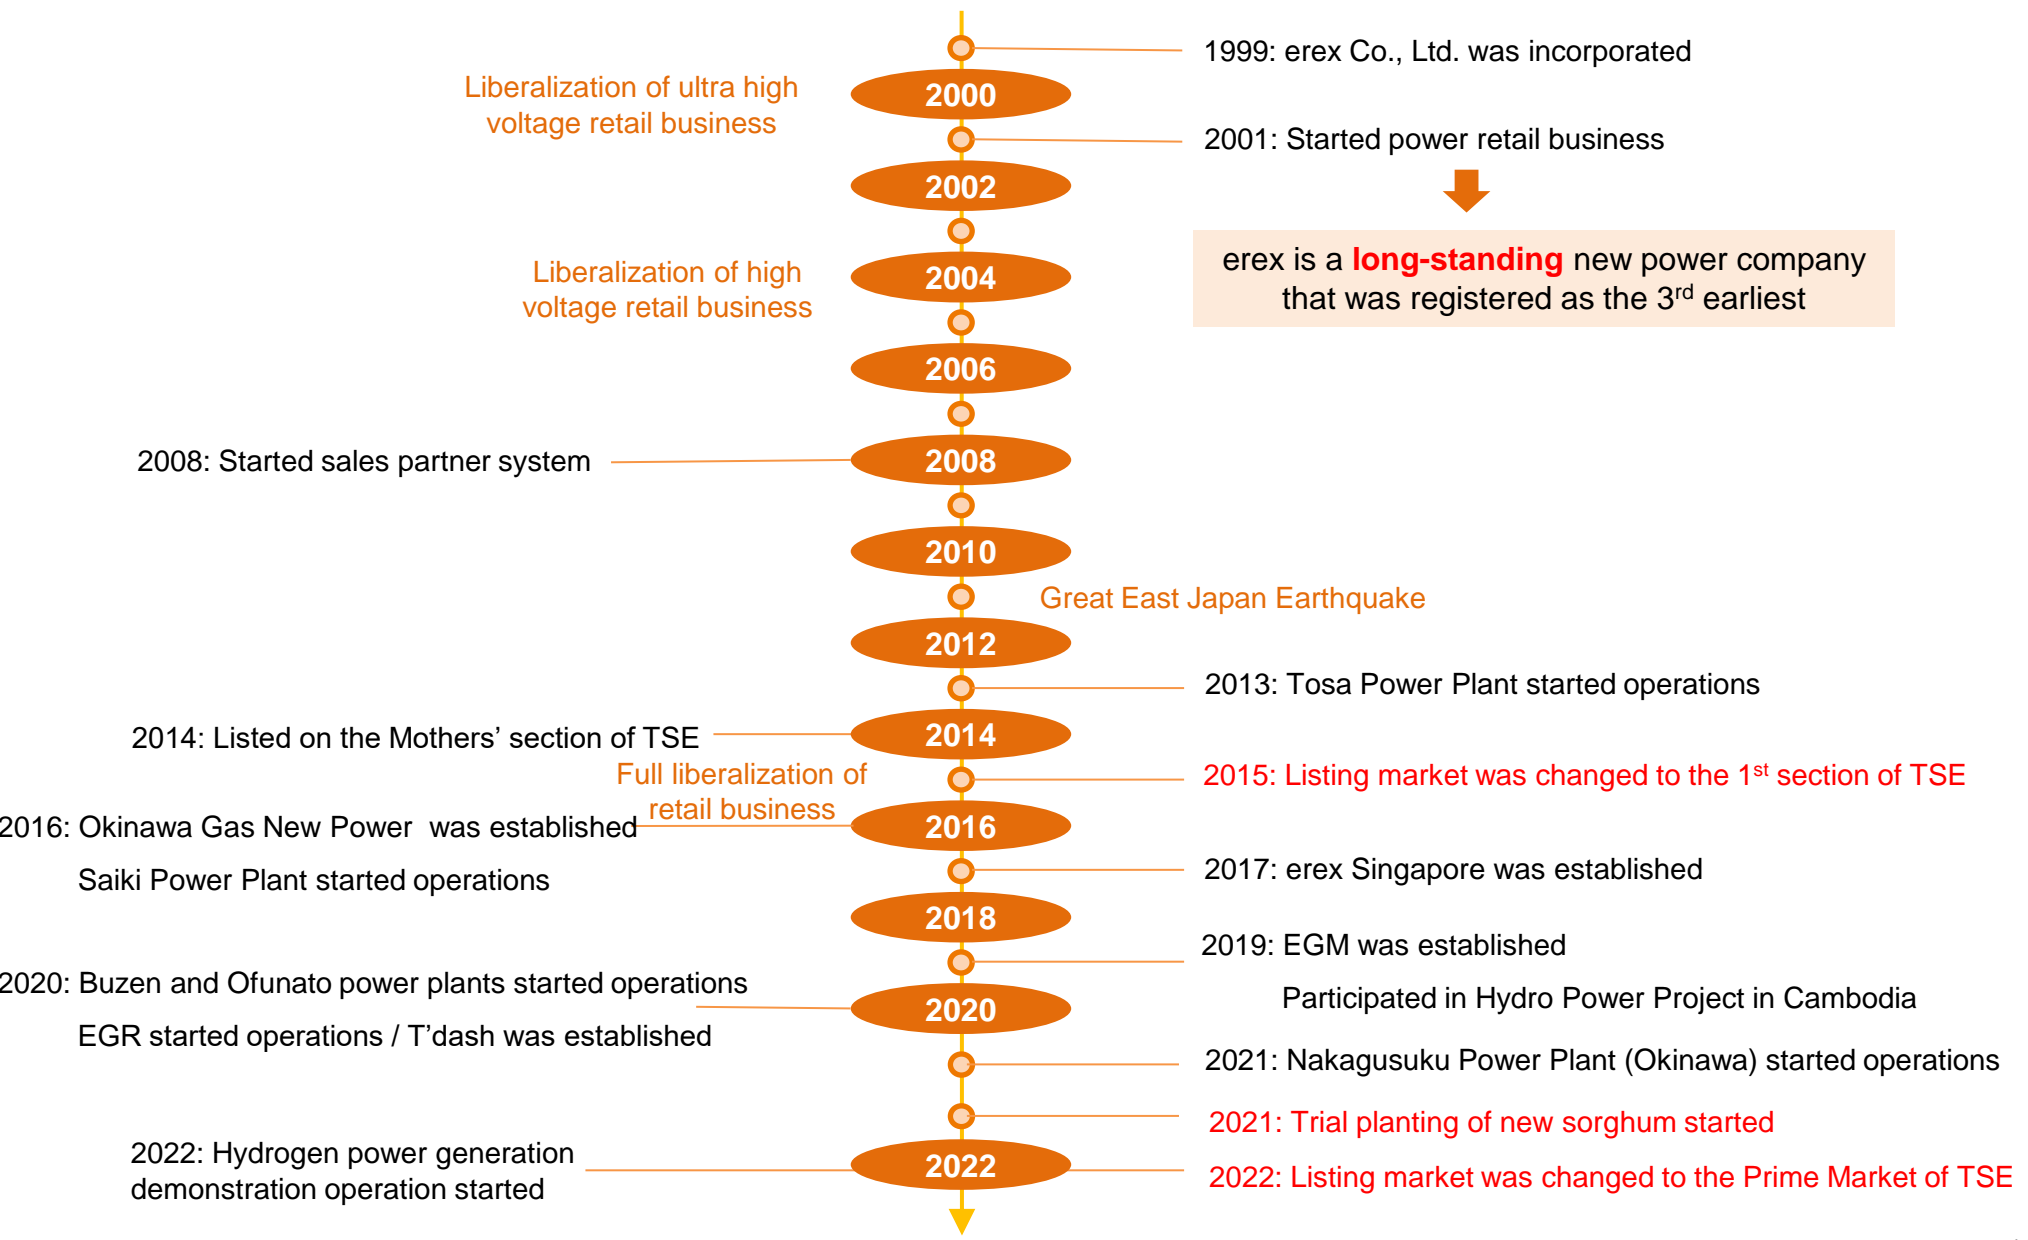 1999: erex Co., Ltd. was incorporated
Liberalization of ultra high
voltage retail business
2000
2001: Started power retail business
2002
erex is a long-standing new power company
that was registered as the 3rd earliest
Liberalization of high
voltage retail business
2004
2006
2008: Started sales partner system
2008
2010
Great East Japan Earthquake
2012
2013: Tosa Power Plant started operations
2014: Listed on the Mothers’ section of TSE
2014
Full liberalization of
retail business
2015: Listing market was changed to the 1st section of TSE
2016: Okinawa Gas New Power was established
Saiki Power Plant started operations
2016
2017: erex Singapore was established
2018
2019: EGM was established
Participated in Hydro Power Project in Cambodia
2020: Buzen and Ofunato power plants started operations
EGR started operations / T’dash was established
2020
2021: Nakagusuku Power Plant (Okinawa) started operations
2021: Trial planting of new sorghum started
2022: Hydrogen power generation
demonstration operation started
2022
2022: Listing market was changed to the Prime Market of TSE